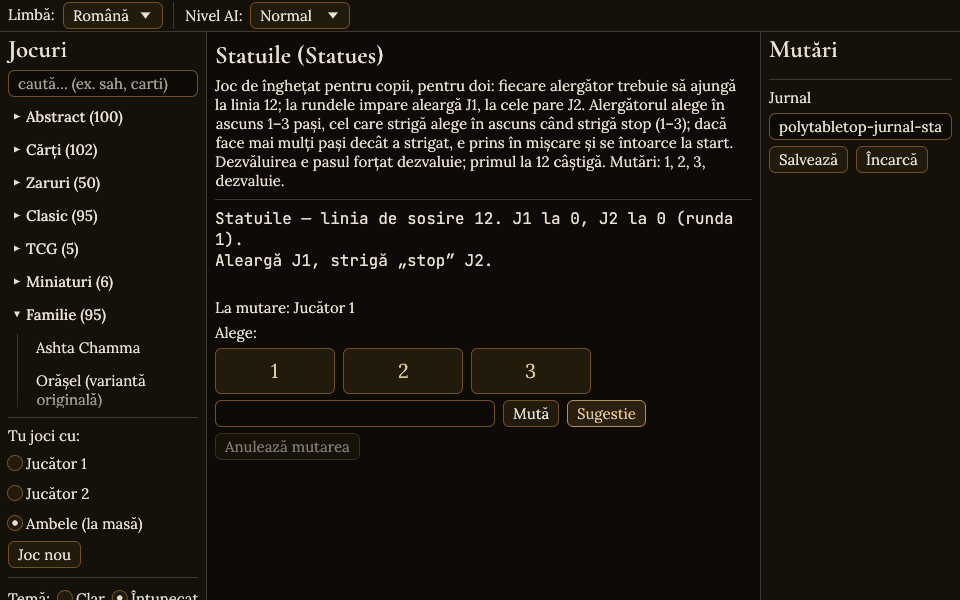 Limbă:
Română
Nivel AI:
Normal
Jocuri
caută... (ex. sah, carti)
Abstract (100)
Cărți (102)
Zaruri (50)
Clasic (95)
TCG (5)
Miniaturi (6)
Familie (95)
Ashta Chamma
Orășel (variantă
originală)
Tu joci cu:
Jucător 1
Jucător 2
Ambele (la masă)
Joc nou
Temă:
Clar
Întunecat
Statuile (Statues)
Joc de înghețat pentru copii, pentru doi: fiecare alergător trebuie să ajungă
la linia 12; la rundele impare aleargă J1, la cele pare J2. Alergătorul alege în
ascuns 1–3 pași, cel care strigă alege în ascuns când strigă stop (1–3); dacă
face mai mulți pași decât a strigat, e prins în mișcare și se întoarce la start.
Dezvăluirea e pasul forțat dezvaluie; primul la 12 câștigă. Mutări: 1, 2, 3,
dezvaluie.
Statuile — linia de sosire 12. J1 la 0, J2 la 0 (runda
1).
Aleargă J1, strigă „stop” J2.
La mutare: Jucător 1
Alege:
1
2
3
Mută
Sugestie
Anulează mutarea
Mutări
Jurnal
polytabletop-jurnal-sta
Salvează
Încarcă